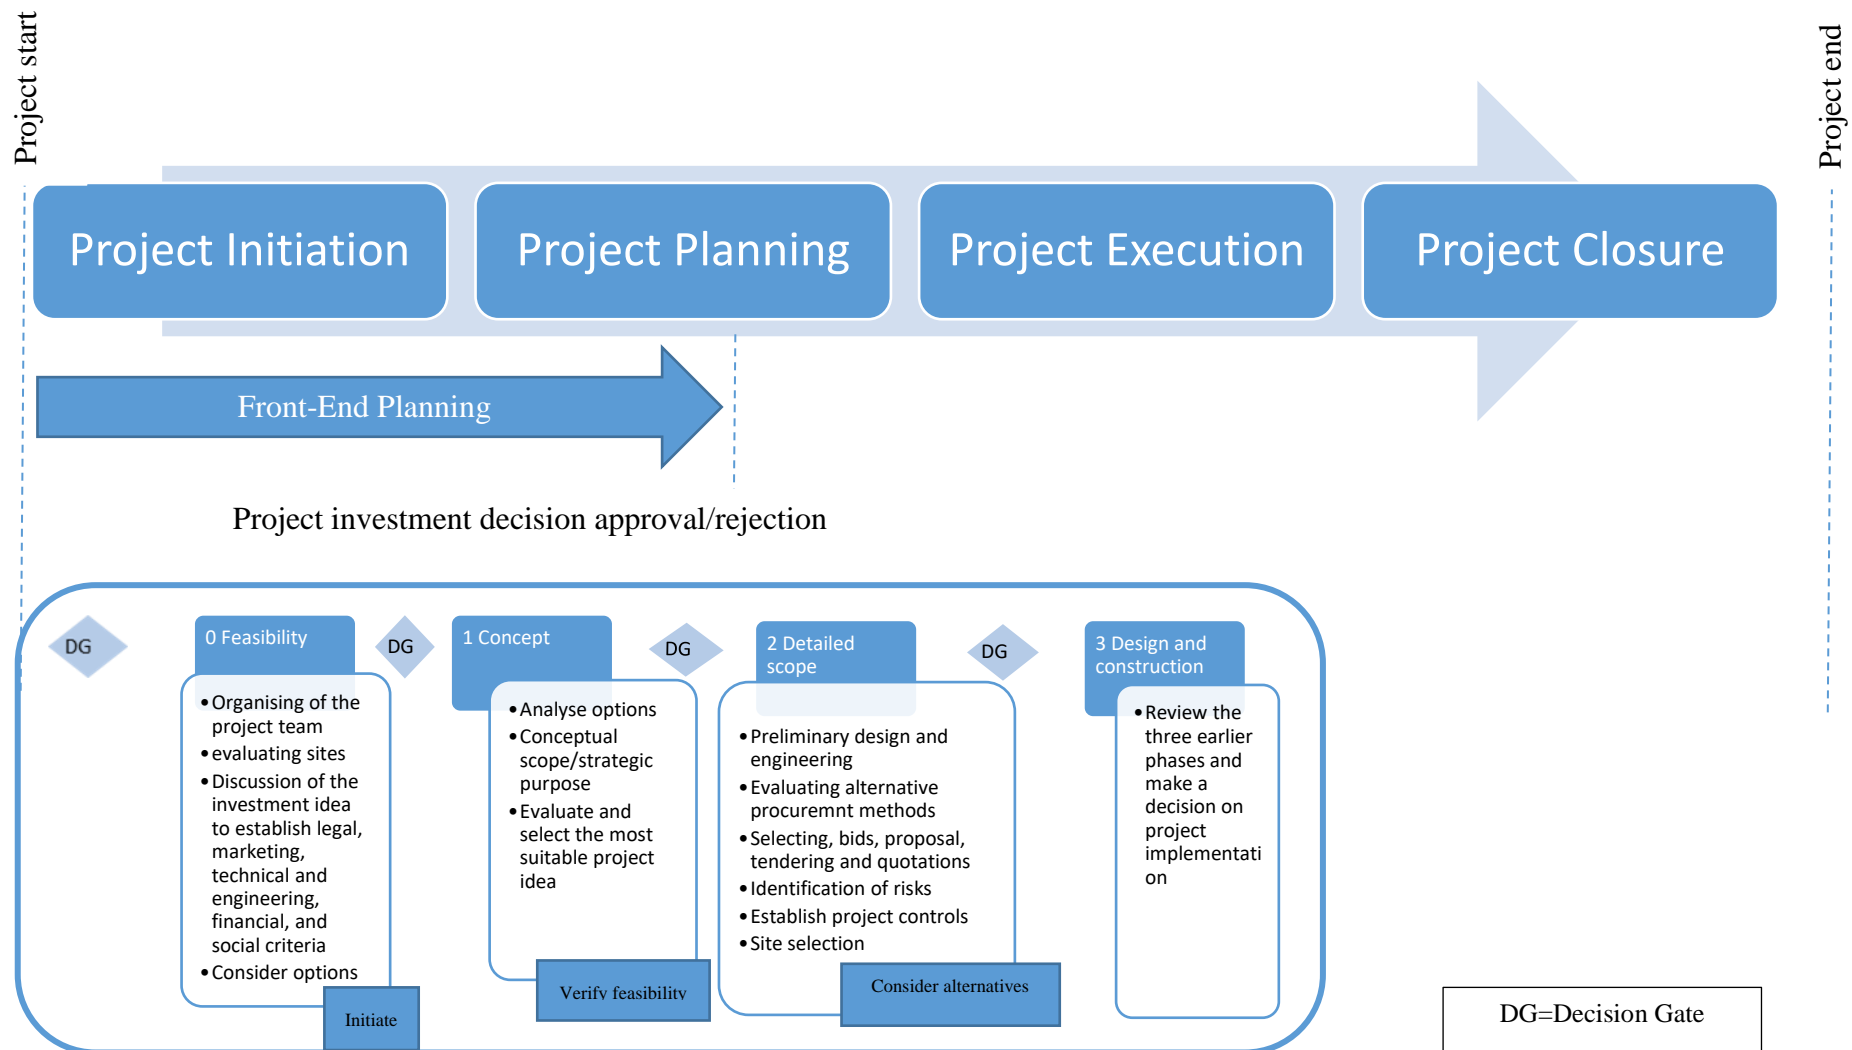 Project start
Project end
Project Initiation
Project Planning
Project Execution
Project Closure
Front-End Planning
Project investment decision approval/rejection
DG
0 Feasibility
•Organising of the
project team
•evaluating sites
•Discussion of the
investment idea
to establish legal,
marketing,
technical and
engineering,
financial, and
social criteria
•Consider options
Initiate
DG
1 Concept
•Analyse options
•Conceptual
scope/strategic
purpose
•Evaluate and
select the most
suitable project
idea
Verify feasibility
DG
2 Detailed
scope
•Preliminary design and
engineering
•Evaluating alternative
procuremnt methods
•Selecting, bids, proposal,
tendering and quotations
•Identification of risks
•Establish project controls
•Site selection
Consider alternatives
DG
3 Design and
construction
•Review the
three earlier
phases and
make a
decision on
project
implementati
on
DG=Decision Gate